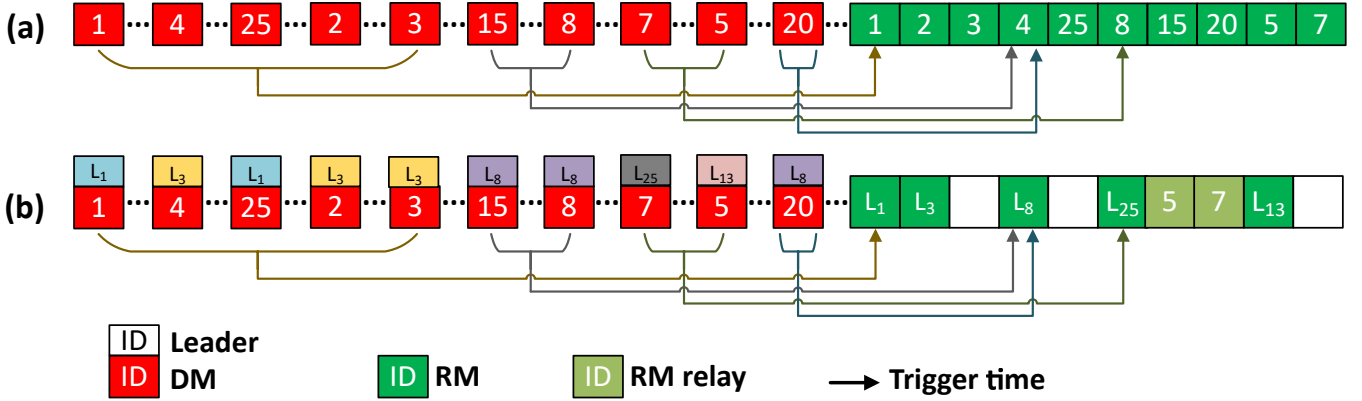 (a) 1 ... 4 ... 25 ... 2 ... 3 ... 15 ... 8 ... 7 ... 5 ... 20 ... 1 2 3 4 25 8 15 20 5 7
L₁ L₃ L₁ L₃ L₃ L₈ L₈ L₂₅ L₁₃ L₈
(b) 1 ... 4 ... 25 ... 2 ... 3 ... 15 ... 8 ... 7 ... 5 ... 20 ... L₁ L₃ L₈ L₂₅ 5 7 L₁₃
ID Leader
ID DM ID RM ID RM relay Trigger time